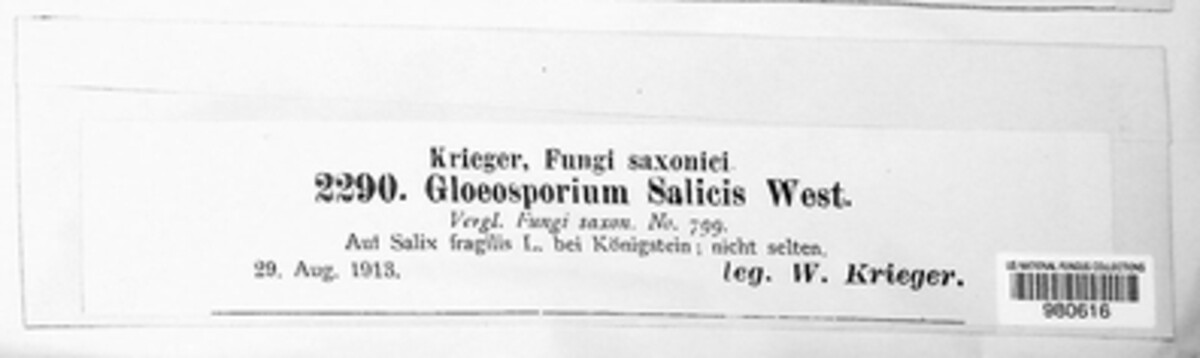 Krieger, Fungi saxonici
2290. Gloeosporium Salicis West.
Vergl. Fungi saxon. No. 799.
Auf Salix fragilis L. bei Königstein; nicht selten.
29. Aug. 1913.
leg. W. Krieger.
US NATIONAL FUNGUS COLLECTIONS
980616